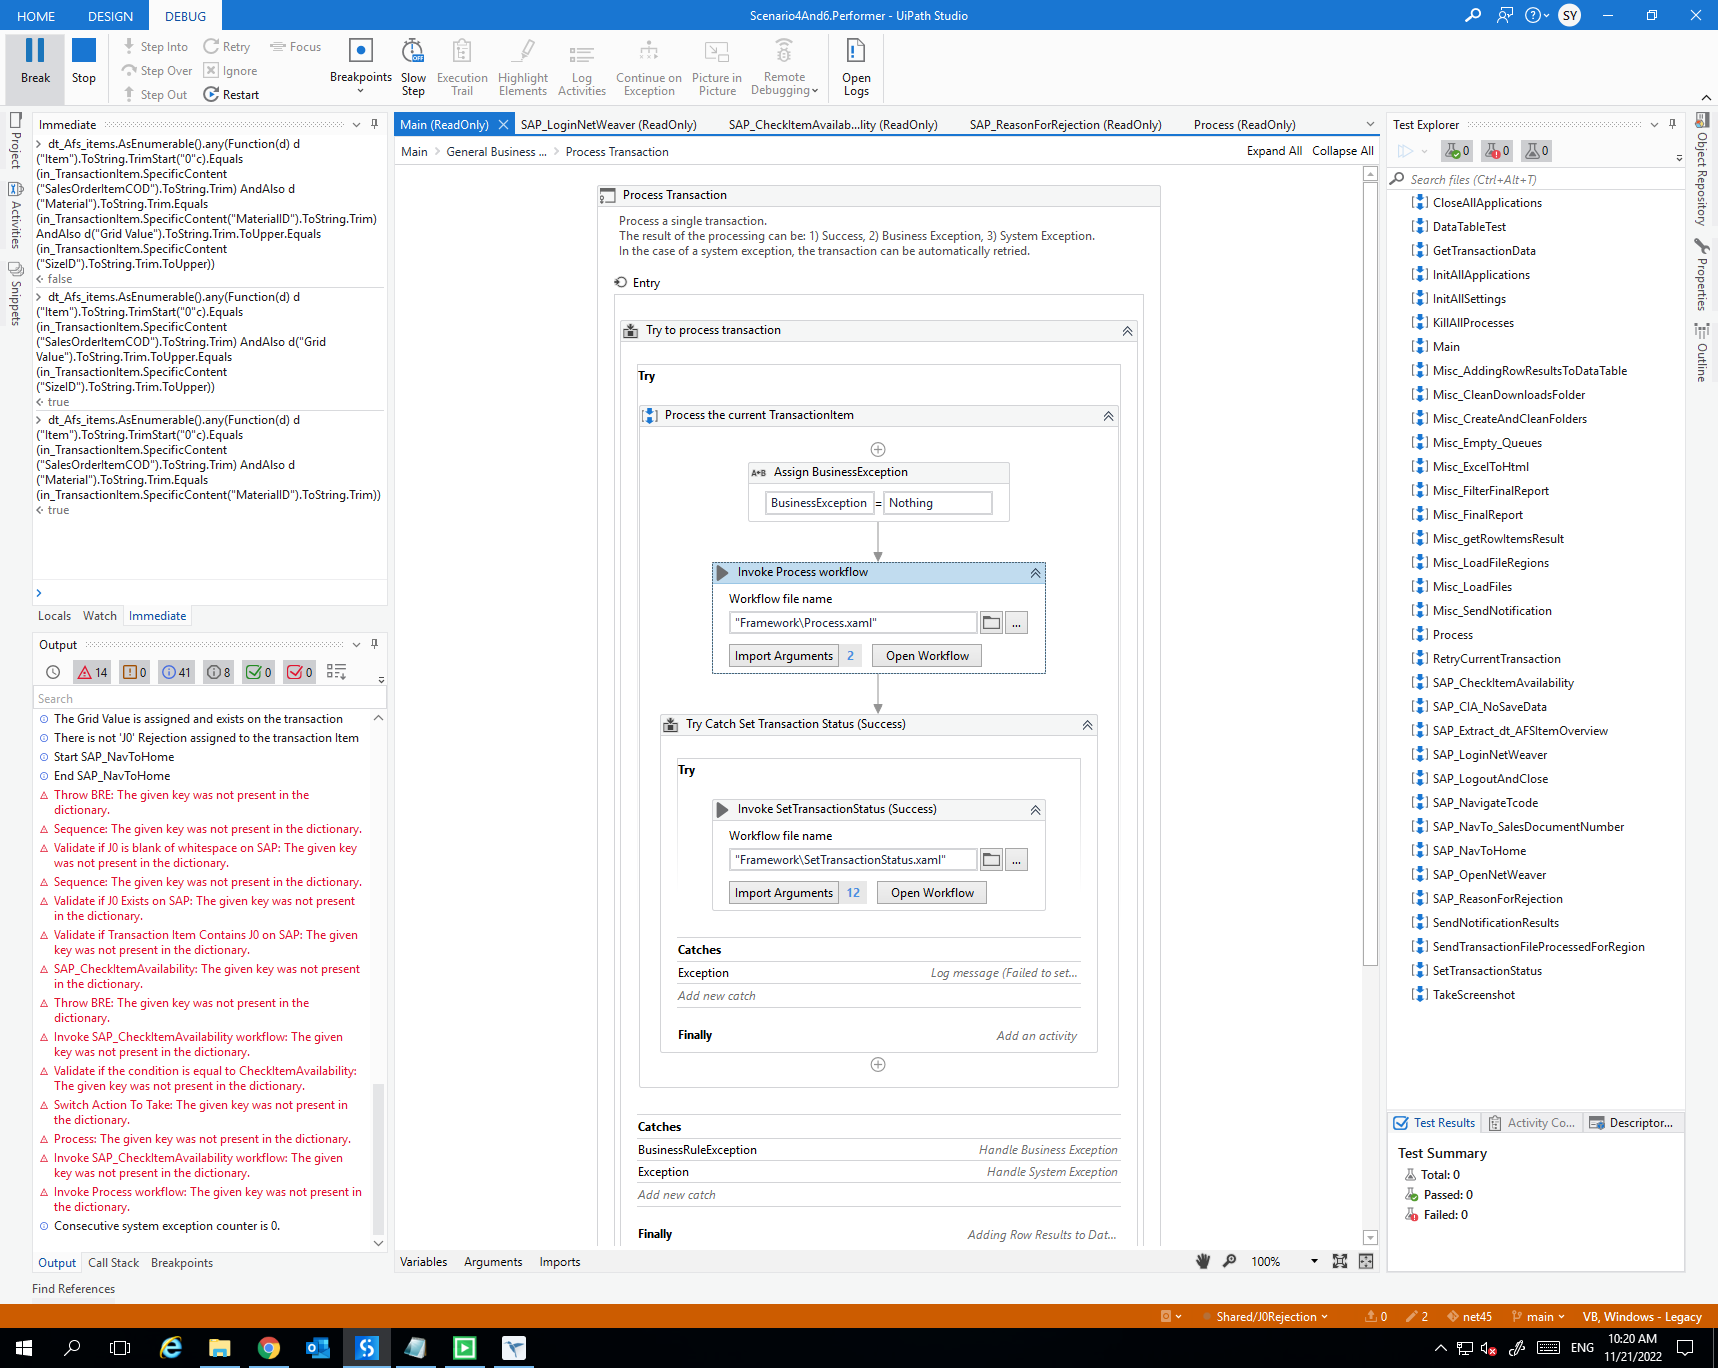 HOME
DESIGN
DEBUG
Scenario4And6.Performer - UiPath Studio
SY
Break
Stop
Step Into
Step Over
Step Out
Retry
Ignore
Restart
Focus
Breakpoints
Slow Step
Execution Trail
Highlight Elements
Log Activities
Continue on Exception
Picture in Picture
Remote Debugging
Open Logs
Project
Activities
Snippets
Immediate
dt_Afs_items.AsEnumerable().any(Function(d) d
("Item").ToString.TrimStart("0"c).Equals
(in_TransactionItem.SpecificContent
("SalesOrderItemCOD").ToString.Trim) AndAlso d
("Material").ToString.Trim.Equals
(in_TransactionItem.SpecificContent("MaterialID").ToString.Trim)
AndAlso d("Grid Value").ToString.Trim.ToUpper.Equals
(in_TransactionItem.SpecificContent
("SizeID").ToString.Trim.ToUpper))
false
dt_Afs_items.AsEnumerable().any(Function(d) d
("Item").ToString.TrimStart("0"c).Equals
(in_TransactionItem.SpecificContent
("SalesOrderItemCOD").ToString.Trim) AndAlso d("Grid
Value").ToString.Trim.ToUpper.Equals
(in_TransactionItem.SpecificContent
("SizeID").ToString.Trim.ToUpper))
true
dt_Afs_items.AsEnumerable().any(Function(d) d
("Item").ToString.TrimStart("0"c).Equals
(in_TransactionItem.SpecificContent
("SalesOrderItemCOD").ToString.Trim) AndAlso d
("Material").ToString.Trim.Equals
(in_TransactionItem.SpecificContent("MaterialID").ToString.Trim))
true
Locals
Watch
Immediate
Output
14
0
41
8
0
0
Search
The Grid Value is assigned and exists on the transaction
There is not 'J0' Rejection assigned to the transaction Item
Start SAP_NavToHome
End SAP_NavToHome
Throw BRE: The given key was not present in the
dictionary.
Sequence: The given key was not present in the dictionary.
Validate if J0 is blank of whitespace on SAP: The given key
was not present in the dictionary.
Sequence: The given key was not present in the dictionary.
Validate if J0 Exists on SAP: The given key was not present
in the dictionary.
Validate if Transaction Item Contains J0 on SAP: The given
key was not present in the dictionary.
SAP_CheckItemAvailability: The given key was not present
in the dictionary.
Throw BRE: The given key was not present in the
dictionary.
Invoke SAP_CheckItemAvailability workflow: The given
key was not present in the dictionary.
Validate if the condition is equal to CheckItemAvailability:
The given key was not present in the dictionary.
Switch Action To Take: The given key was not present in
the dictionary.
Process: The given key was not present in the dictionary.
Invoke SAP_CheckItemAvailability workflow: The given
key was not present in the dictionary.
Invoke Process workflow: The given key was not present in
the dictionary.
Consecutive system exception counter is 0.
Output
Call Stack
Breakpoints
Find References
Main (ReadOnly)
SAP_LoginNetWeaver (ReadOnly)
SAP_CheckItemAvailab...lity (ReadOnly)
SAP_ReasonForRejection (ReadOnly)
Process (ReadOnly)
Main
General Business ...
Process Transaction
Expand All
Collapse All
Process Transaction
Process a single transaction.
The result of the processing can be: 1) Success, 2) Business Exception, 3) System Exception.
In the case of a system exception, the transaction can be automatically retried.
Entry
Try to process transaction
Try
Process the current TransactionItem
A+B Assign BusinessException
BusinessException = Nothing
Invoke Process workflow
Workflow file name
"Framework\Process.xaml"
...
Import Arguments 2
Open Workflow
Try Catch Set Transaction Status (Success)
Try
Invoke SetTransactionStatus (Success)
Workflow file name
"Framework\SetTransactionStatus.xaml"
...
Import Arguments 12
Open Workflow
Catches
Exception
Log message (Failed to set...
Add new catch
Finally
Add an activity
Catches
BusinessRuleException
Handle Business Exception
Exception
Handle System Exception
Add new catch
Finally
Adding Row Results to Dat...
Variables
Arguments
Imports
100%
Test Explorer
0
0
0
Search files (Ctrl+Alt+T)
CloseAllApplications
DataTableTest
GetTransactionData
InitAllApplications
InitAllSettings
KillAllProcesses
Main
Misc_AddingRowResultsToDataTable
Misc_CleanDownloadsFolder
Misc_CreateAndCleanFolders
Misc_Empty_Queues
Misc_ExcelToHtml
Misc_FilterFinalReport
Misc_FinalReport
Misc_getRowItemsResult
Misc_LoadFileRegions
Misc_LoadFiles
Misc_SendNotification
Process
RetryCurrentTransaction
SAP_CheckItemAvailability
SAP_CIA_NoSaveData
SAP_Extract_dt_AFSItemOverview
SAP_LoginNetWeaver
SAP_LogoutAndClose
SAP_NavigateTcode
SAP_NavTo_SalesDocumentNumber
SAP_NavToHome
SAP_OpenNetWeaver
SAP_ReasonForRejection
SendNotificationResults
SendTransactionFileProcessedForRegion
SetTransactionStatus
TakeScreenshot
Test Results
Activity Co...
Descriptor...
Test Summary
Total: 0
Passed: 0
Failed: 0
Object Repository
Properties
Outline
Shared/J0Rejection
0
2
net45
main
VB, Windows - Legacy
ENG
10:20 AM
11/21/2022